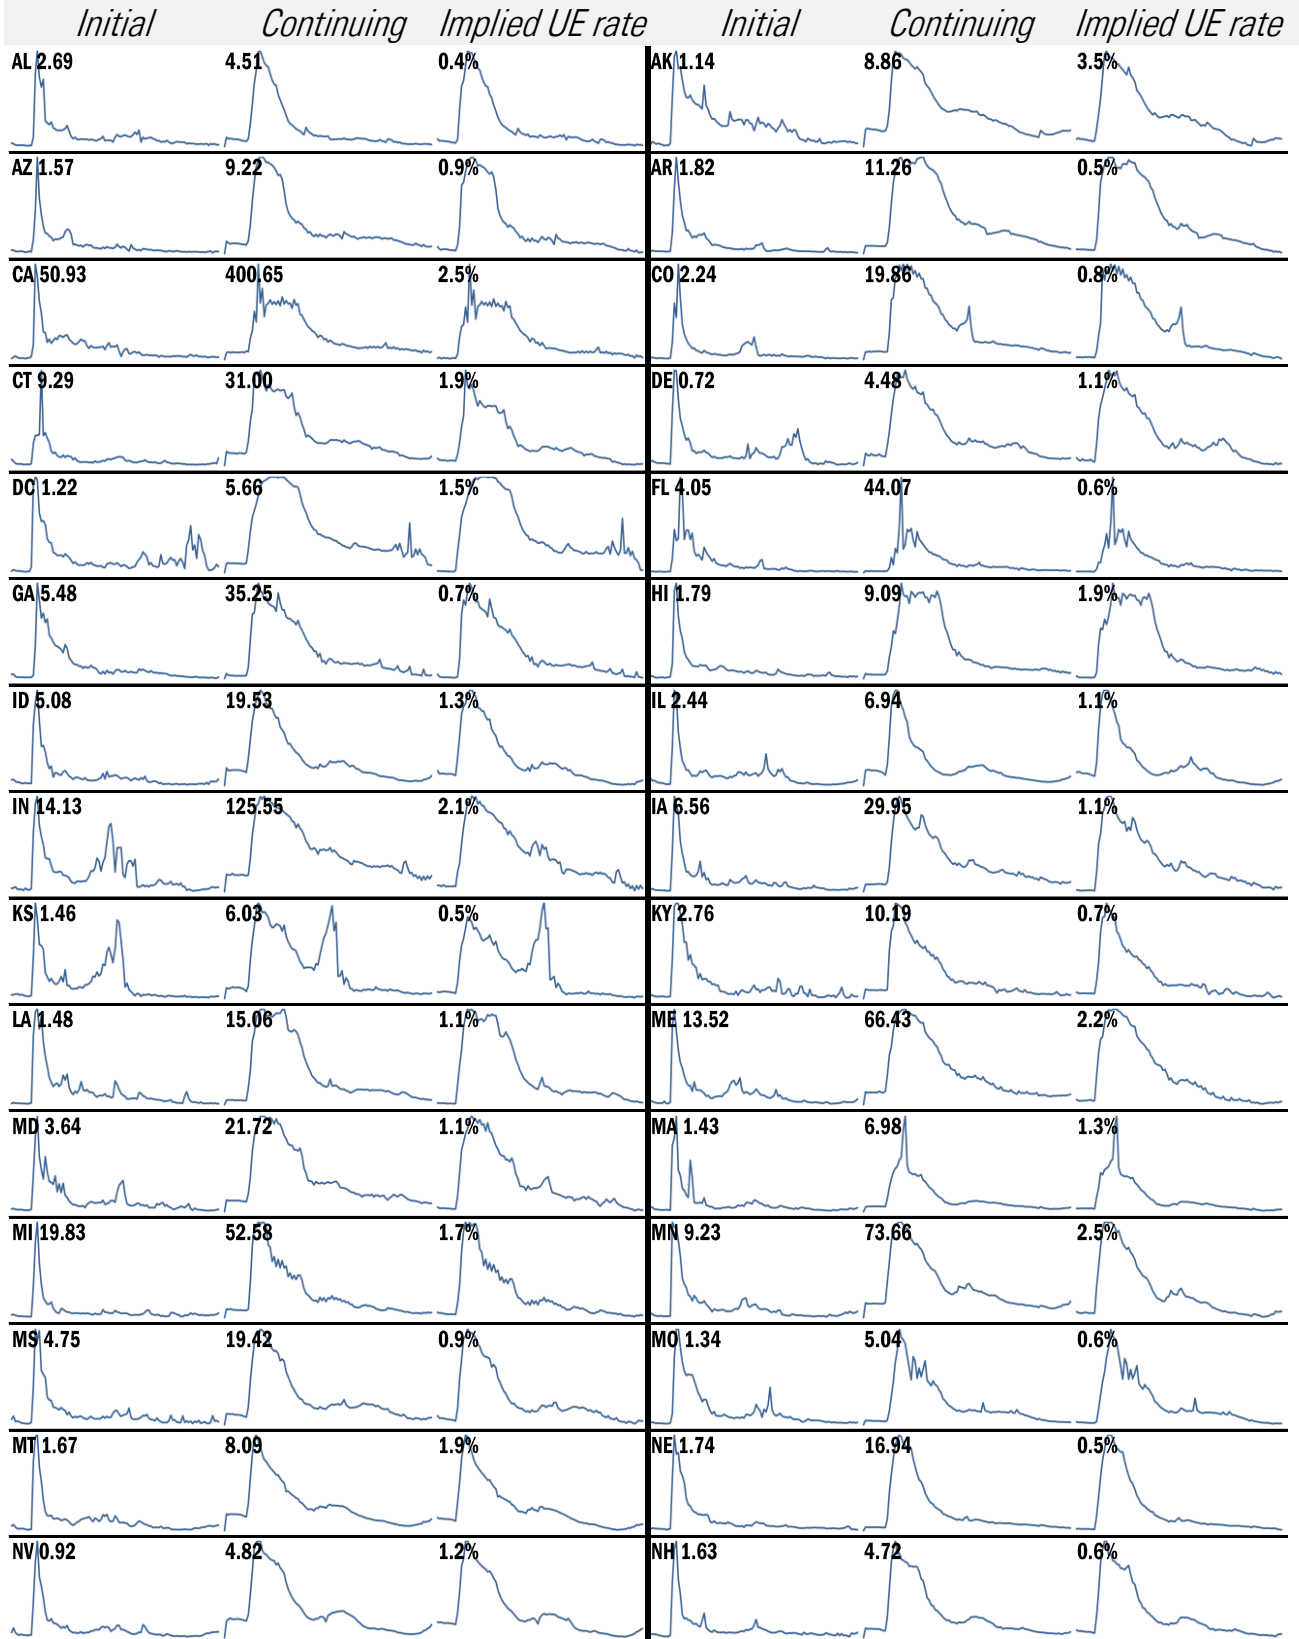 Initial Continuing Implied UE rate Initial Continuing Implied UE rate
AL 2.69 4.51 0.4% AK 1.14 8.86 3.5%
AZ 1.57 9.22 0.9% AR 1.82 11.26 0.5%
CA 50.93 400.65 2.5% CO 2.24 19.86 0.8%
CT 9.29 31.00 1.9% DE 0.72 4.48 1.1%
DC 1.22 5.66 1.5% FL 4.05 44.07 0.6%
GA 5.48 35.25 0.7% HI 1.79 9.09 1.9%
ID 5.08 19.53 1.3% IL 2.44 6.94 1.1%
IN 14.13 125.55 2.1% IA 6.56 29.95 1.1%
KS 1.46 6.03 0.5% KY 2.76 10.19 0.7%
LA 1.48 15.06 1.1% ME 13.52 66.43 2.2%
MD 3.64 21.72 1.1% MA 1.43 6.98 1.3%
MI 19.83 52.58 1.7% MN 9.23 73.66 2.5%
MS 4.75 19.42 0.9% MO 1.34 5.04 0.6%
MT 1.67 8.09 1.9% NE 1.74 16.94 0.5%
NV 0.92 4.82 1.2% NH 1.63 4.72 0.6%